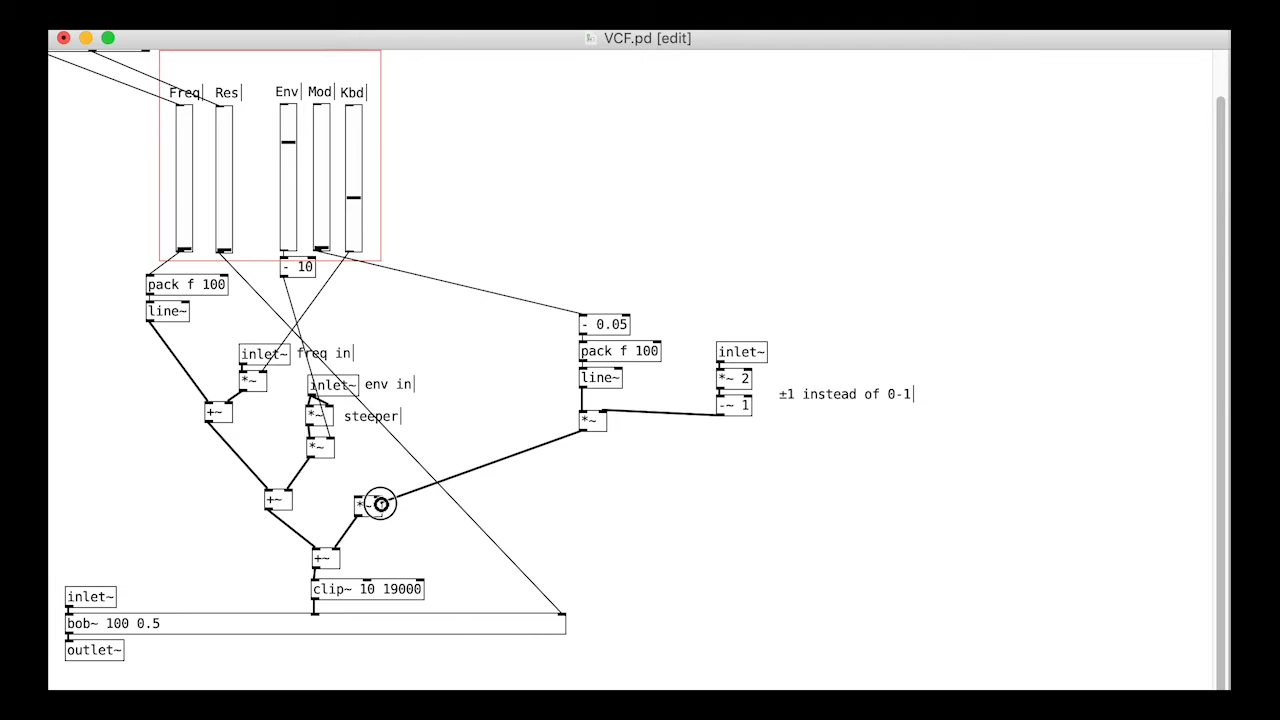 VCF.pd [edit]
Freq Res Env Mod Kbd
- 10
pack f 100
line~
- 0.05
pack f 100
line~
inlet~
*~ 2
-~ 1
±1 instead of 0-1
inlet~ freq in
*~
inlet~ env in
+~
*~ steeper
*~
*~
+~
*~
+~
clip~ 10 19000
inlet~
bob~ 100 0.5
outlet~